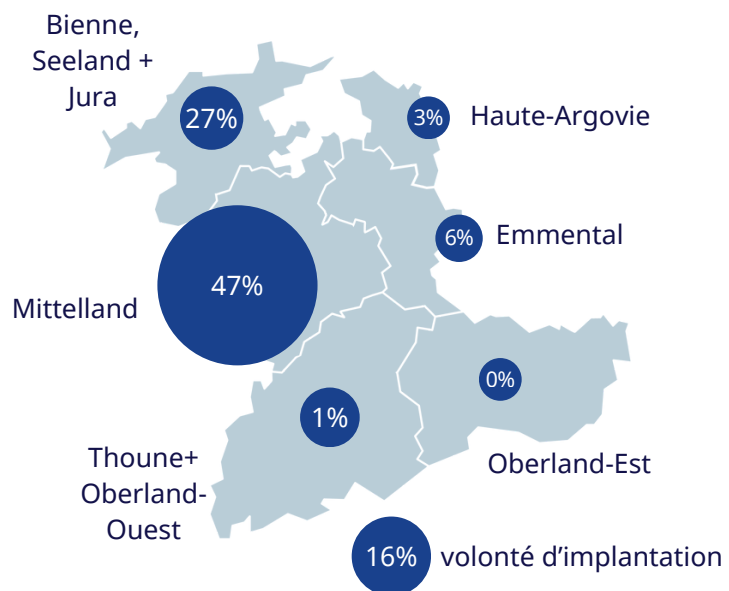 Bienne,
Seeland +
Jura
27%
3%
Haute-Argovie
6%
Emmental
47%
Mittelland
0%
1%
Thoune+
Oberland-
Ouest
Oberland-Est
16%
volonté d’implantation